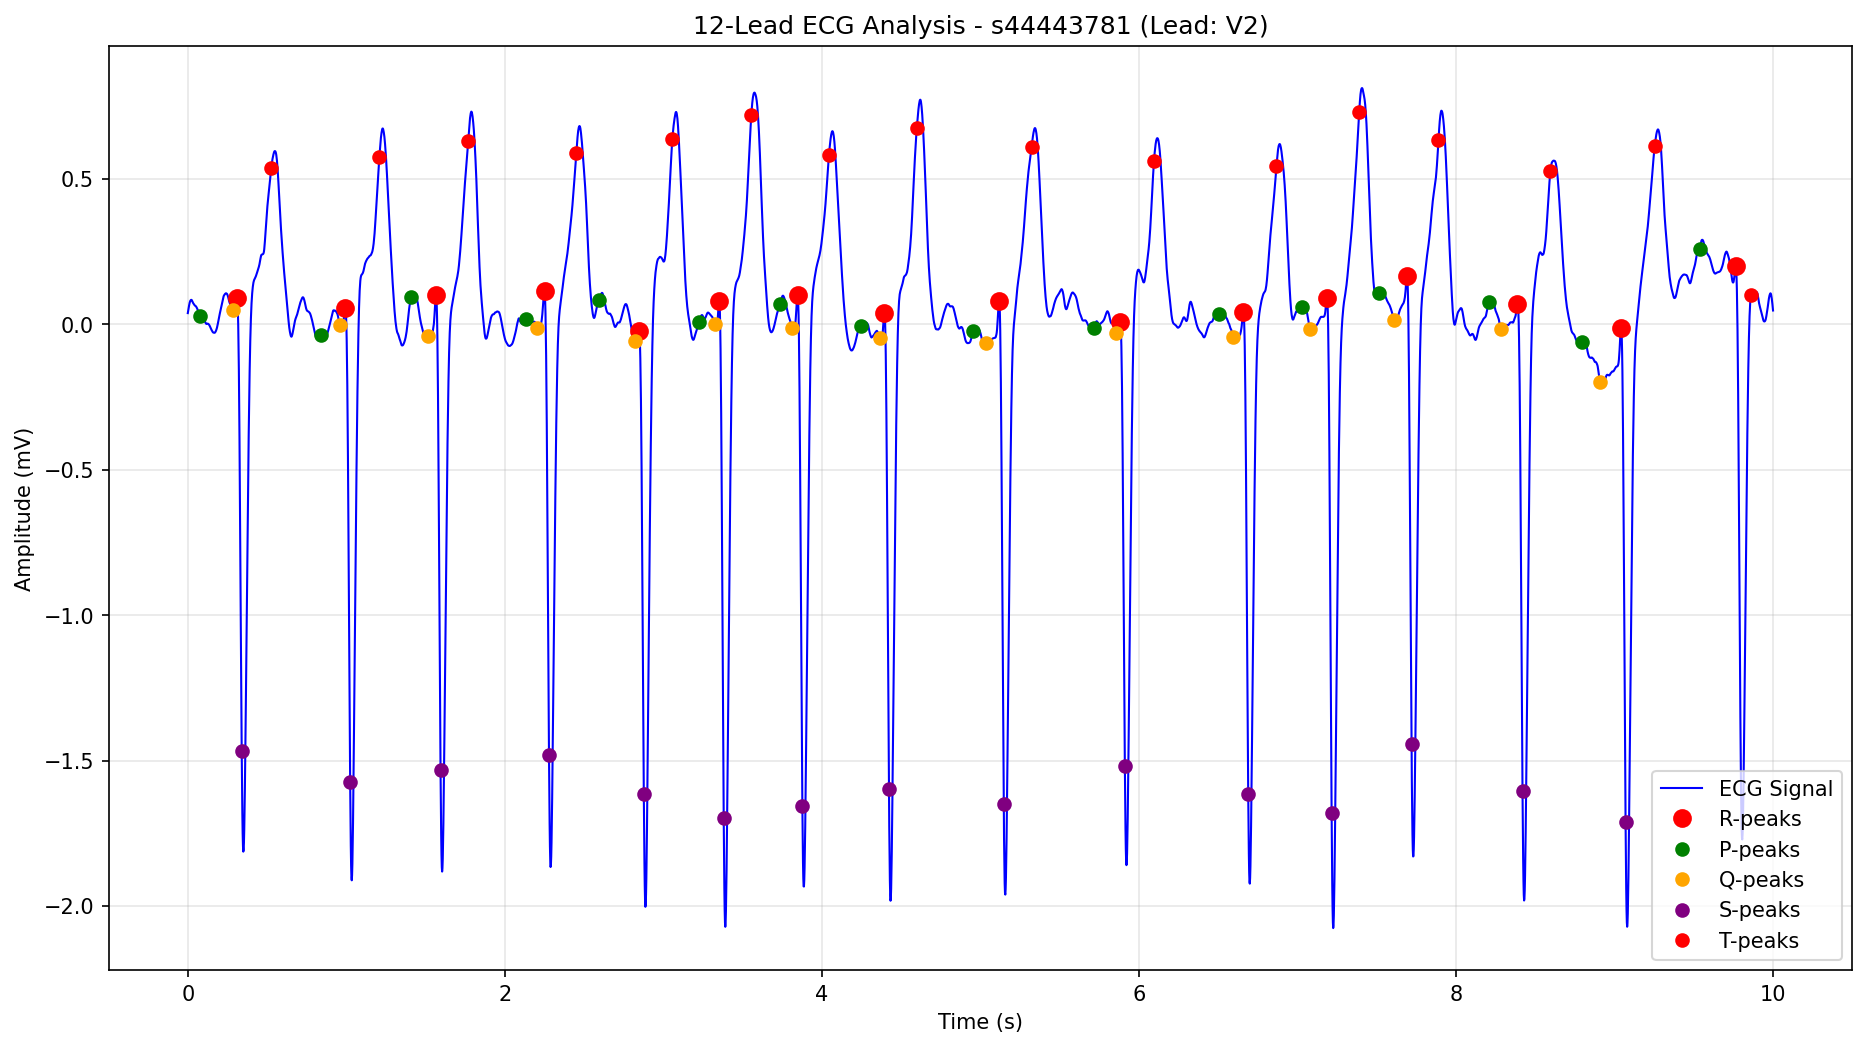 12-Lead ECG Analysis - s44443781 (Lead: V2)
Amplitude (mV)
0.5
0.0
−0.5
−1.0
−1.5
−2.0
ECG Signal
R-peaks
P-peaks
Q-peaks
S-peaks
T-peaks
0 2 4 6 8 10
Time (s)